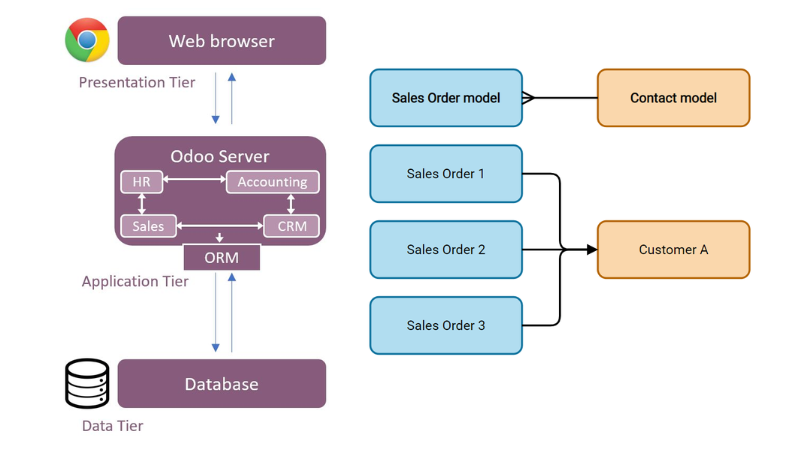 Web browser
Presentation Tier
Odoo Server
HR
Accounting
Sales
CRM
ORM
Application Tier
Database
Data Tier
Sales Order model
Contact model
Sales Order 1
Sales Order 2
Customer A
Sales Order 3